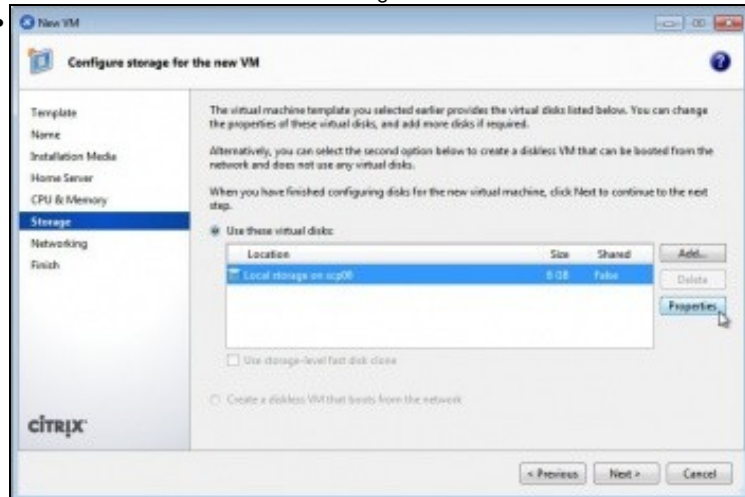 New VM
Configure storage for the new VM
Template
Name
Installation Media
Home Server
CPU & Memory
Storage
Networking
Finish
The virtual machine template you selected earlier provides the virtual disks listed below. You can change
the properties of these virtual disks, and add more disks if required.
Alternatively, you can select the second option below to create a diskless VM that can be booted from the
network and does not use any virtual disks.
When you have finished configuring disks for the new virtual machine, click Next to continue to the next
step.
Use these virtual disks:
Location Size Shared
Local storage on xcp06 8 GB False
Add...
Delete
Properties
Use storage-level fast disk clone
Create a diskless VM that boots from the network
CITRIX
< Previous Next > Cancel